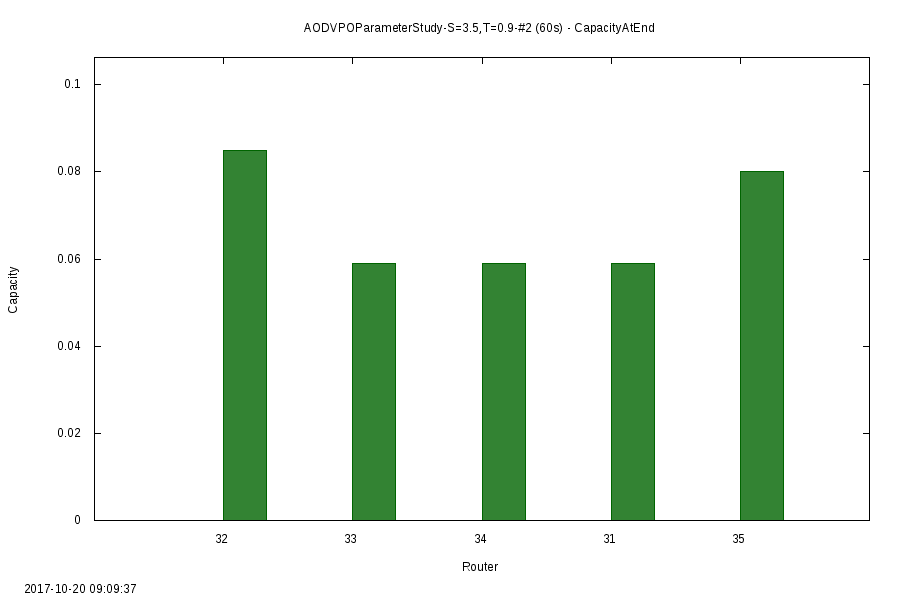 AODVPOParameterStudy-S=3.5,T=0.9-#2 (60s) - CapacityAtEnd
0.1
0.08
0.06
0.04
0.02
0
Capacity
32 33 34 31 35
Router
2017-10-20 09:09:37